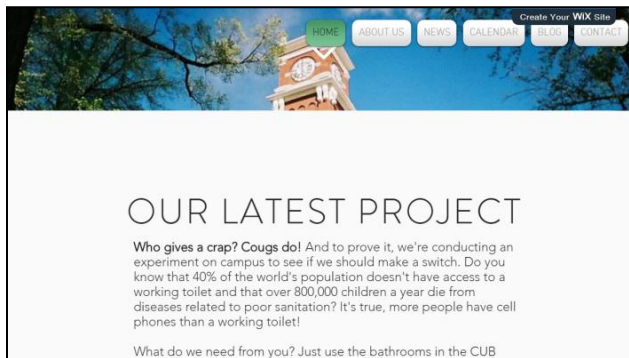 Create Your WiX Site
HOME ABOUT US NEWS CALENDAR BLOG CONTACT
OUR LATEST PROJECT
Who gives a crap? Cougs do! And to prove it, we're conducting an
experiment on campus to see if we should make a switch. Do you
know that 40% of the world's population doesn't have access to a
working toilet and that over 800,000 children a year die from
diseases related to poor sanitation? It's true, more people have cell
phones than a working toilet!
What do we need from you? Just use the bathrooms in the CUB